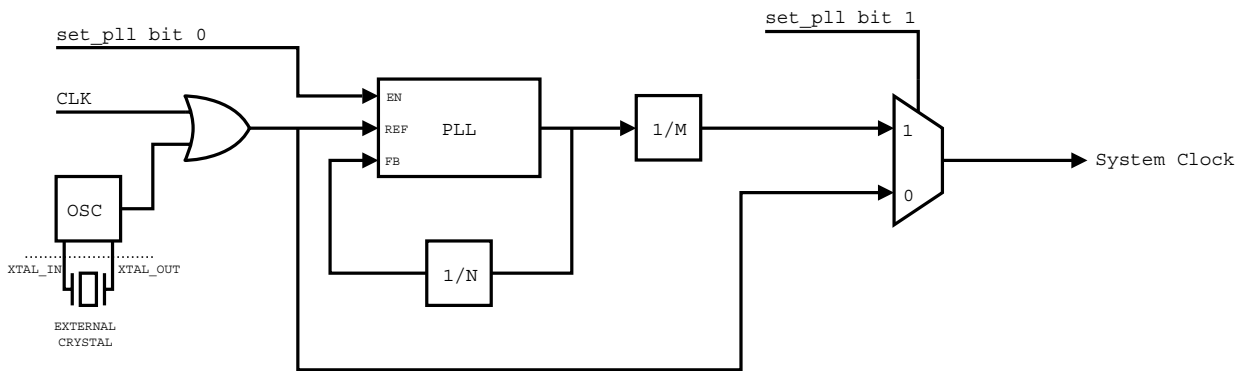 set_pll bit 1
set_pll bit 0
CLK
EN
REF
PLL
FB
1/M
1
0
System Clock
OSC
XTAL_IN
XTAL_OUT
1/N
EXTERNAL
CRYSTAL